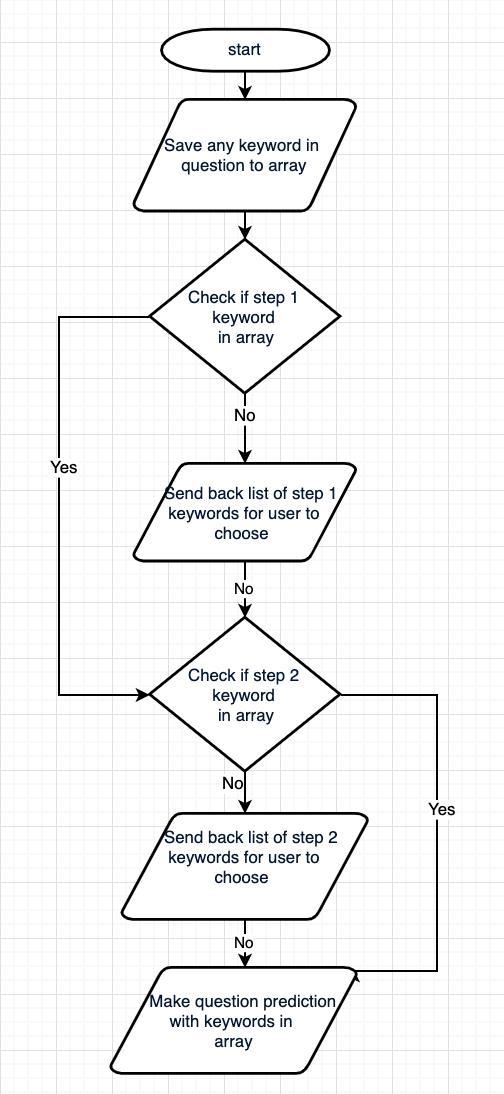 start
Save any keyword in
question to array
Check if step 1
keyword
in array
No
Yes
Send back list of step 1
keywords for user to
choose
No
Check if step 2
keyword
in array
No
Yes
Send back list of step 2
keywords for user to
choose
No
Make question prediction
with keywords in
array